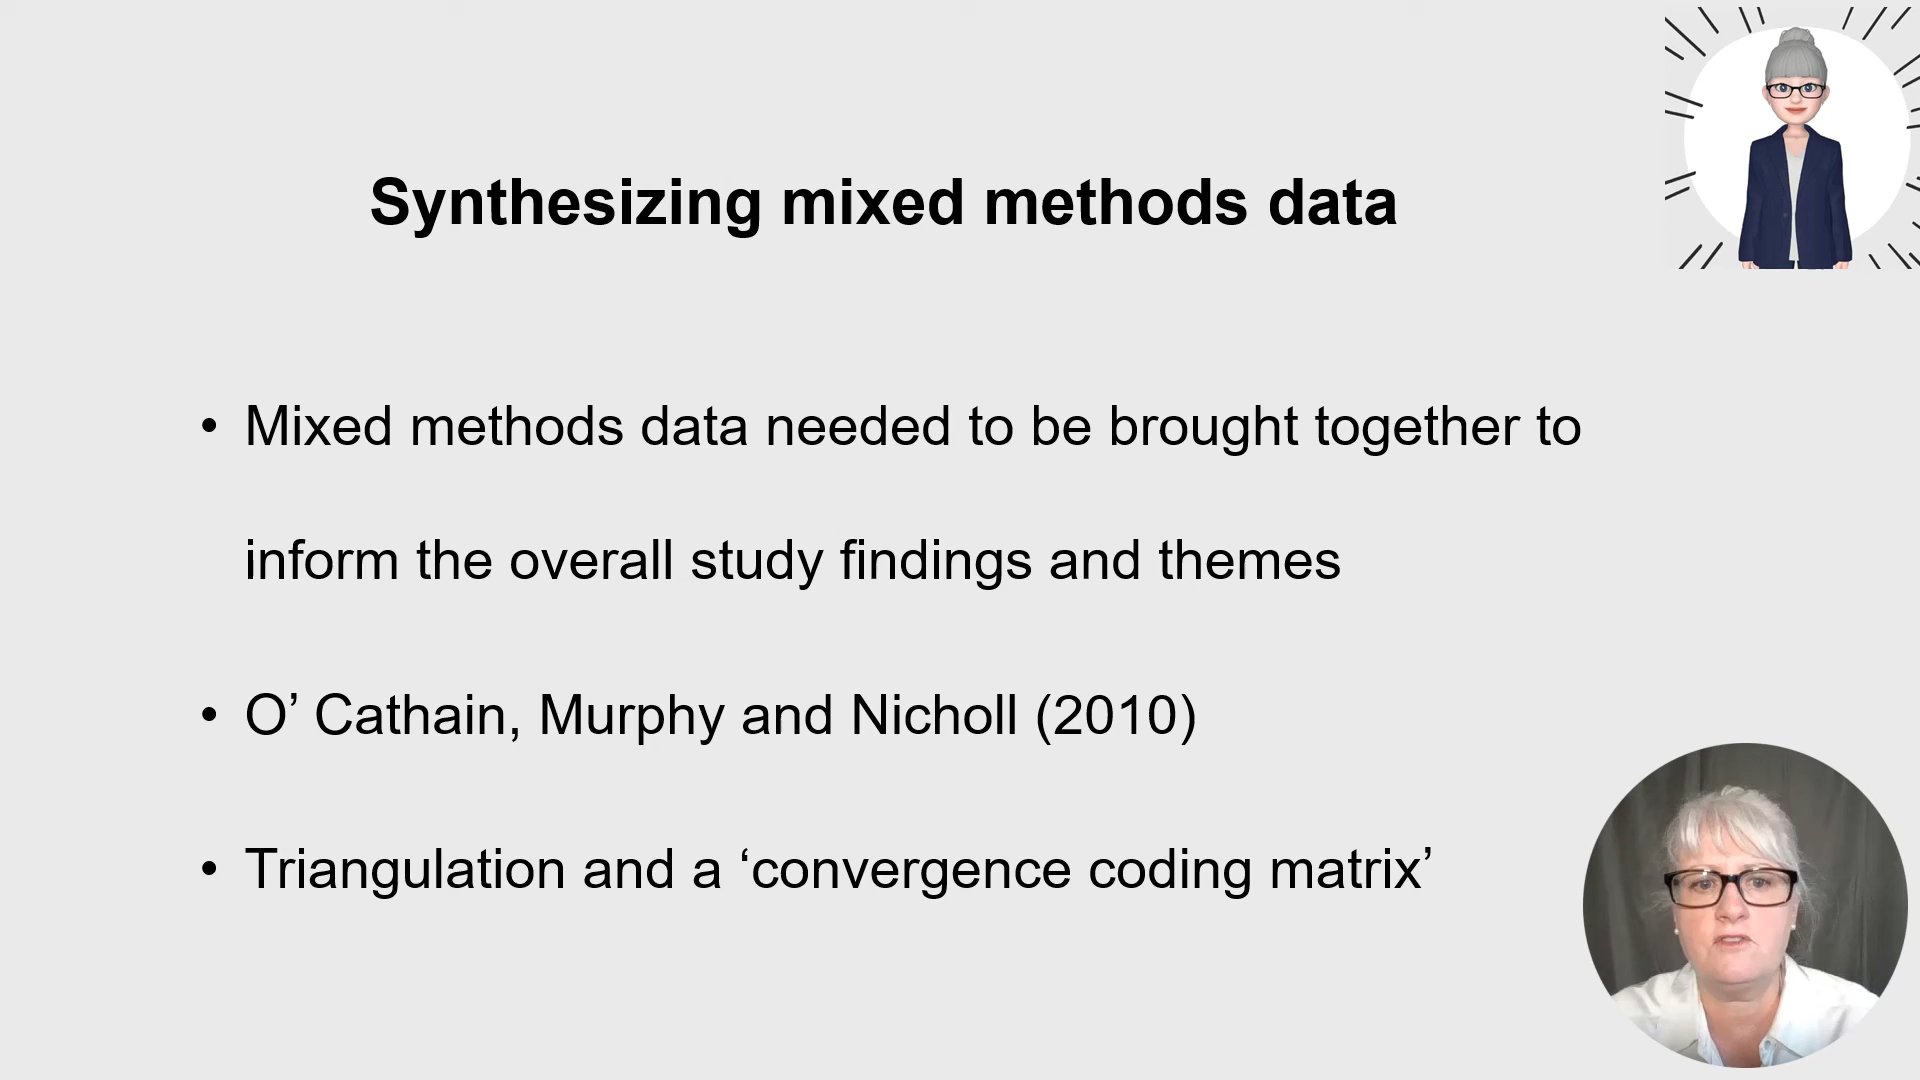 Synthesizing mixed methods data
• Mixed methods data needed to be brought together to
inform the overall study findings and themes
• O’ Cathain, Murphy and Nicholl (2010)
• Triangulation and a ‘convergence coding matrix’